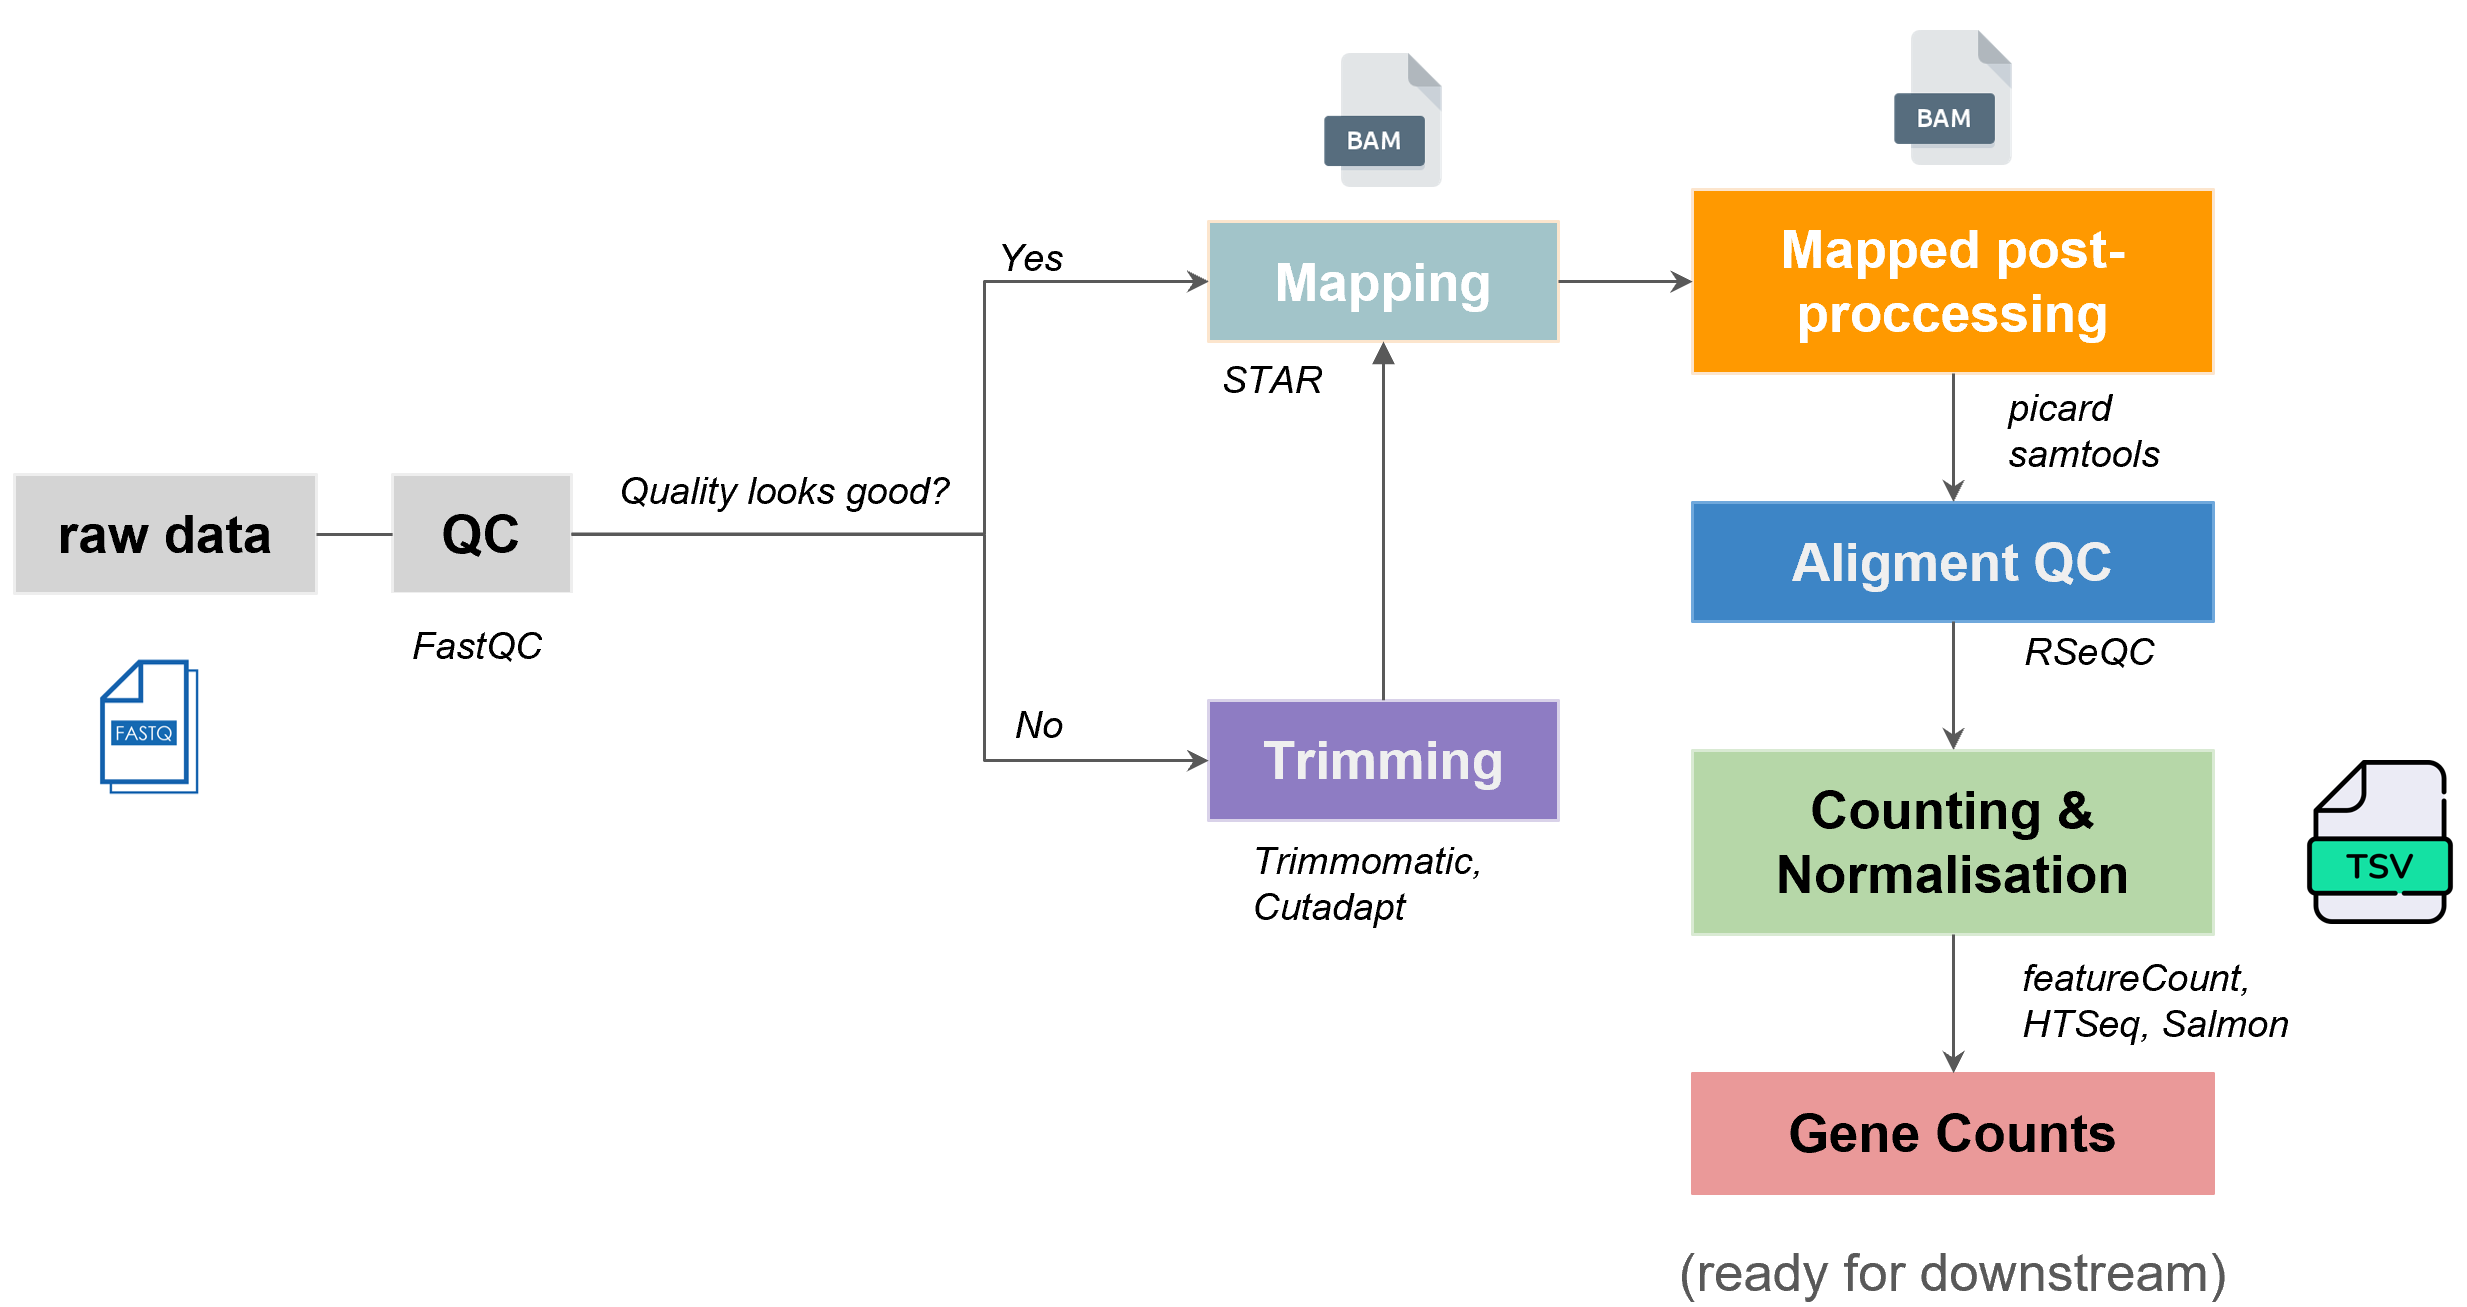 raw data
FASTQ
QC
FastQC
Quality looks good?
Yes
No
BAM
Mapping
STAR
Trimming
Trimmomatic,
Cutadapt
BAM
Mapped post-
proccessing
picard
samtools
Aligment QC
RSeQC
Counting &
Normalisation
TSV
featureCount,
HTSeq, Salmon
Gene Counts
(ready for downstream)